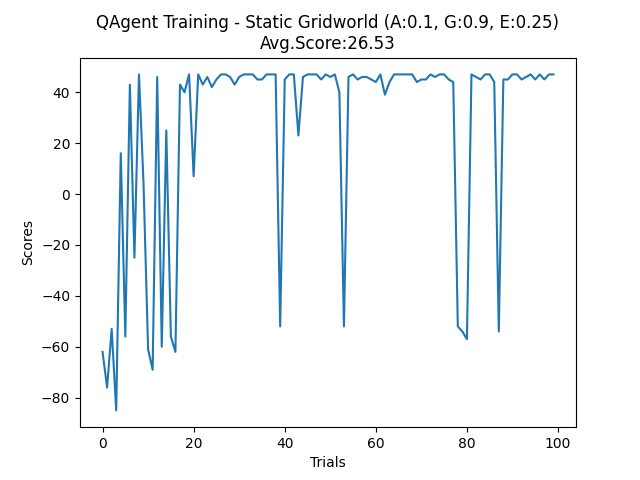 QAgent Training - Static Gridworld (A:0.1, G:0.9, E:0.25)
Avg.Score:26.53
40
20
0
−20
−40
−60
−80
Scores
0 20 40 60 80 100
Trials